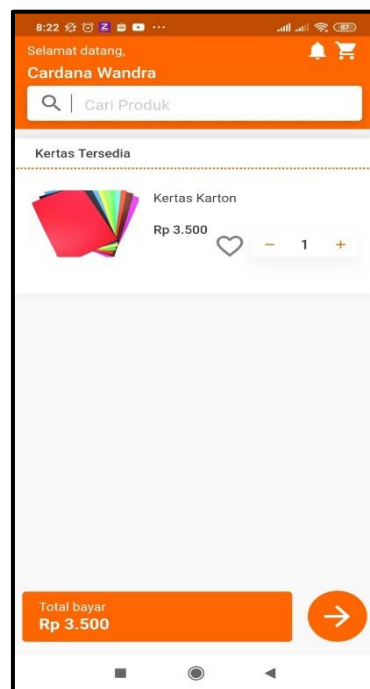 8:22
Selamat datang,
Cardana Wandra
Cari Produk
Kertas Tersedia
Kertas Karton
Rp 3.500
1
Total bayar
Rp 3.500